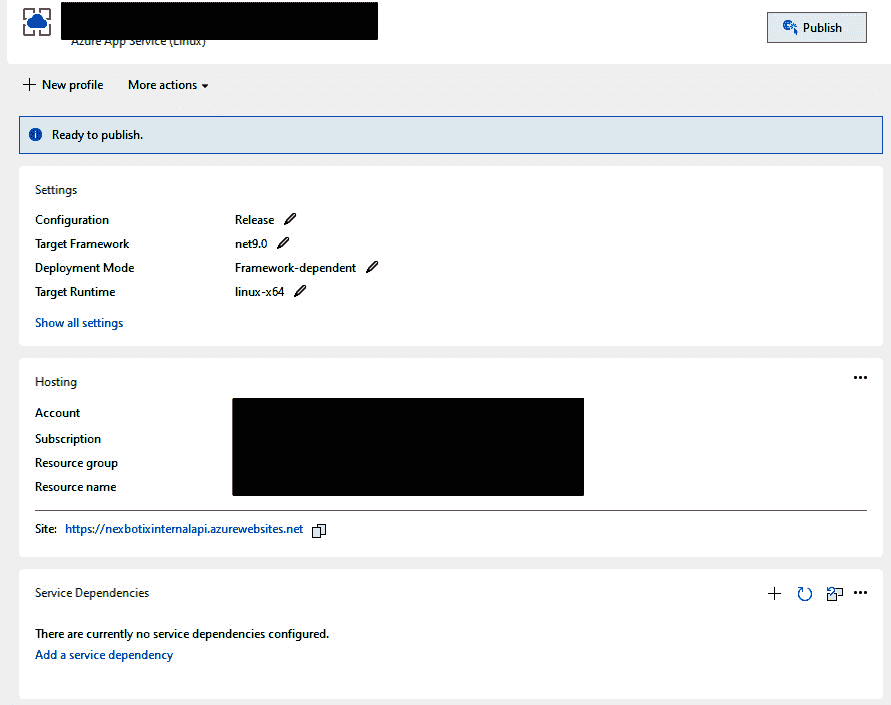 Azure App Service (Linux)
Publish
New profile
More actions
Ready to publish.
Settings
Configuration Release
Target Framework net9.0
Deployment Mode Framework-dependent
Target Runtime linux-x64
Show all settings
Hosting
Account
Subscription
Resource group
Resource name
Site: https://nexbotixinternalapi.azurewebsites.net
Service Dependencies
There are currently no service dependencies configured.
Add a service dependency